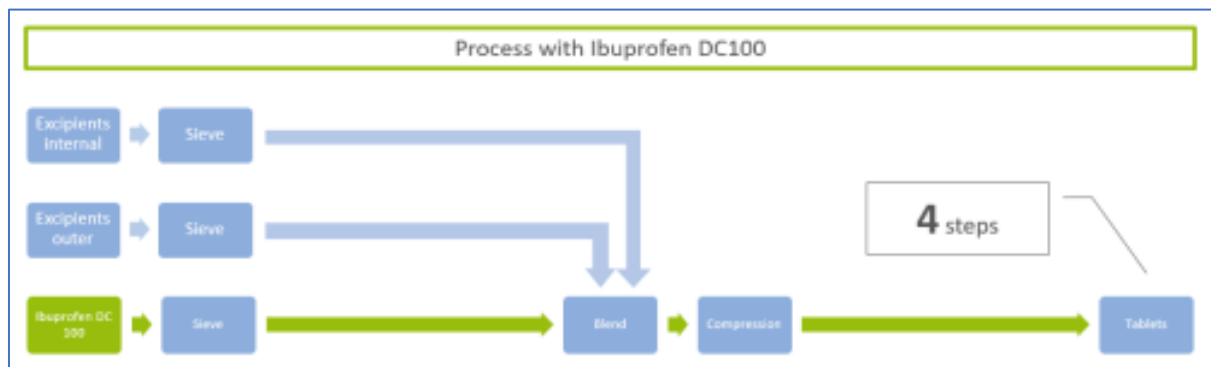 Process with Ibuprofen DC100
Excipients
internal
Sieve
Excipients
outer
Sieve
4 steps
Ibuprofen DC
100
Sieve
Blend
Compression
Tablets